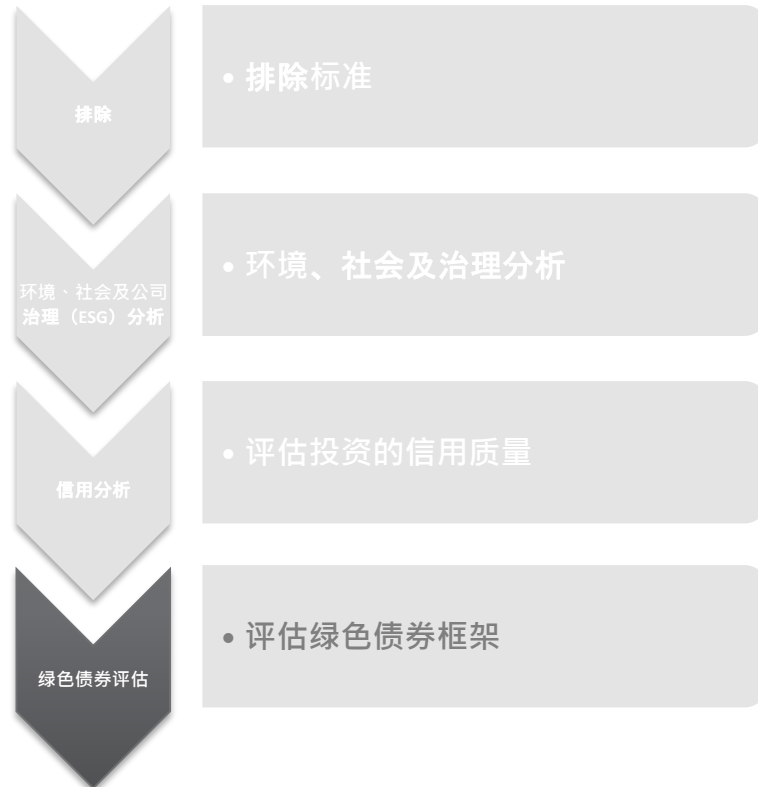 排除
• 排除标准
环境、社会及公司
治理（ESG）分析
• 环境、社会及治理分析
信用分析
• 评估投资的信用质量
绿色债券评估
• 评估绿色债券框架